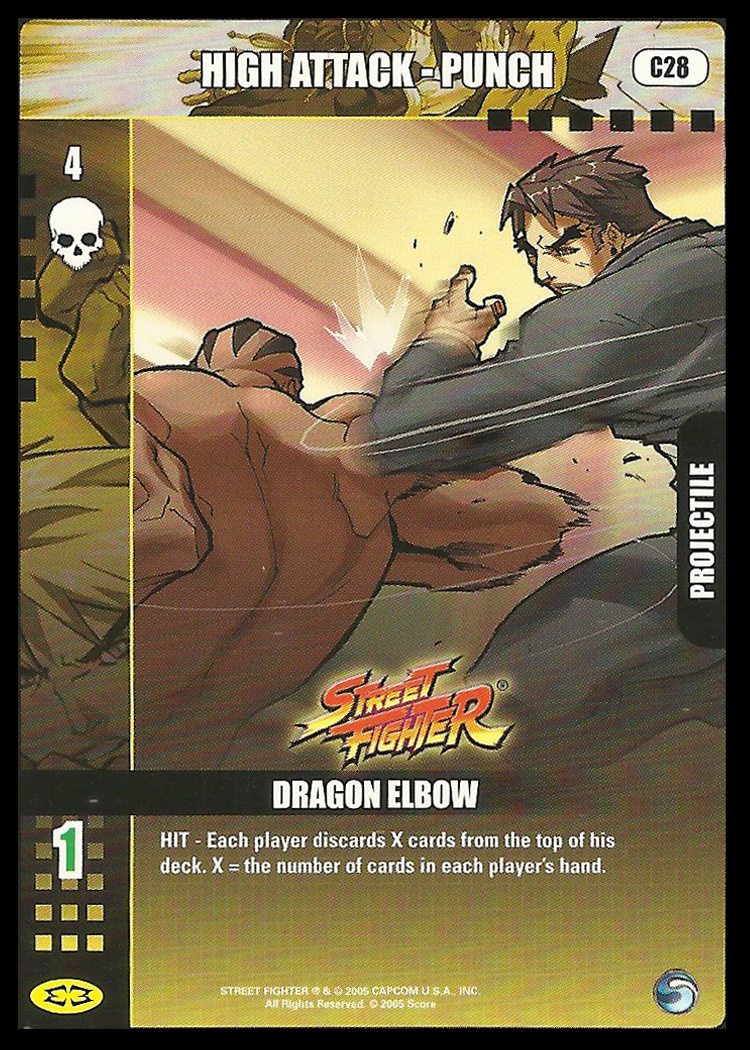 HIGH ATTACK - PUNCH
C28
4
PROJECTILE
STREET
FIGHTER®
DRAGON ELBOW
1
HIT - Each player discards X cards from the top of his
deck. X = the number of cards in each player's hand.
STREET FIGHTER ® & © 2005 CAPCOM U.S.A., INC.
All Rights Reserved. © 2005 Score